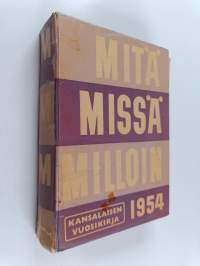 MITÄ
MISSÄ
MILLOIN
KANSALAISEN
VUOSIKIRJA
1954